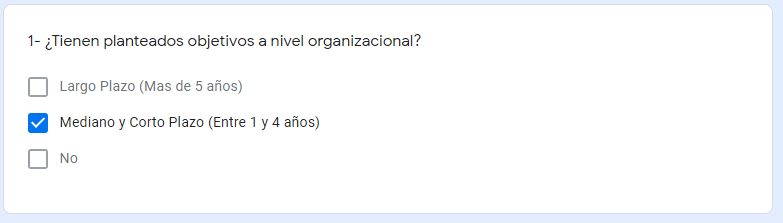 1- ¿Tienen planteados objetivos a nivel organizacional?
Largo Plazo (Mas de 5 años)
Mediano y Corto Plazo (Entre 1 y 4 años)
No